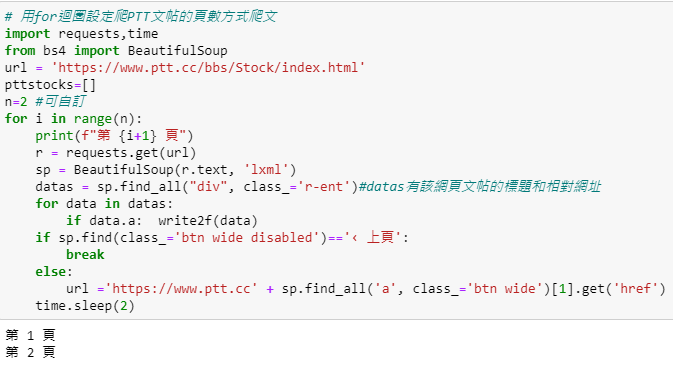 # 用for迴圈設定爬PTT文帖的頁數方式爬文
import requests,time
from bs4 import BeautifulSoup
url = 'https://www.ptt.cc/bbs/Stock/index.html'
pttstocks=[]
n=2 #可自訂
for i in range(n):
    print(f"第 {i+1} 頁")
    r = requests.get(url)
    sp = BeautifulSoup(r.text, 'lxml')
    datas = sp.find_all("div", class_='r-ent')#datas有該網頁文帖的標題和相對網址
    for data in datas:
        if data.a:  write2f(data)
    if sp.find(class_='btn wide disabled')=='‹ 上頁':
        break
    else:
        url ='https://www.ptt.cc' + sp.find_all('a', class_='btn wide')[1].get('href')
    time.sleep(2)
第 1 頁
第 2 頁